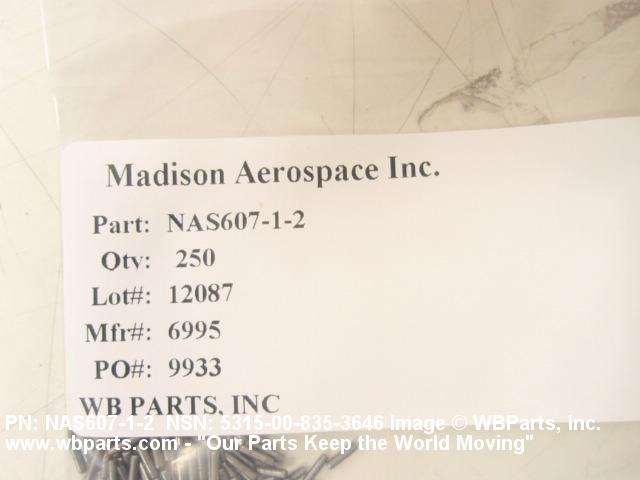 Madison Aerospace Inc.
Part: NAS607-1-2
Qty: 250
Lot#: 12087
Mfr#: 6995
PO#: 9933
WB PARTS, INC
PN: NAS607-1-2 NSN: 5315-00-835-3646 Image © WBParts, Inc.
www.wbparts.com - "Our Parts Keep the World Moving"